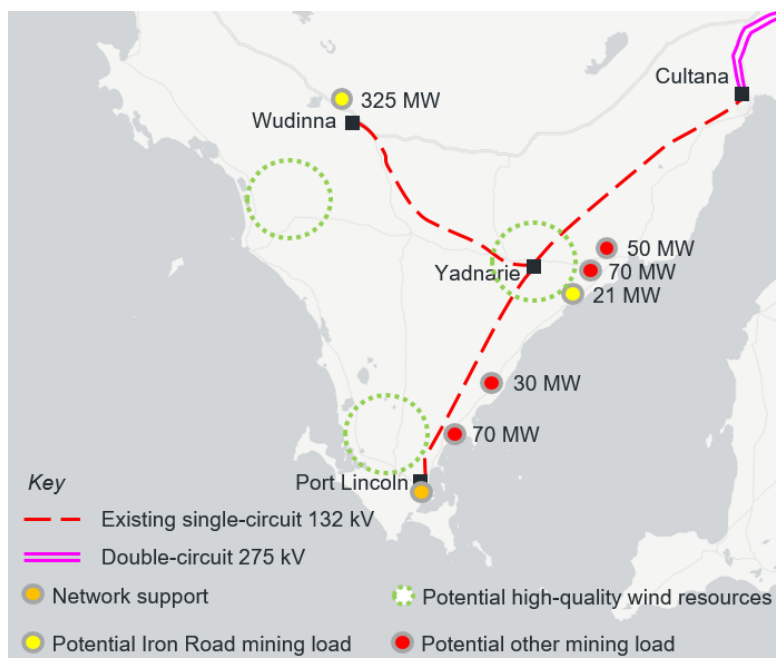 Cultana
325 MW
Wudinna
50 MW
Yadnarie
70 MW
21 MW
30 MW
70 MW
Port Lincoln
Key
Existing single-circuit 132 kV
Double-circuit 275 kV
Network support
Potential high-quality wind resources
Potential Iron Road mining load
Potential other mining load